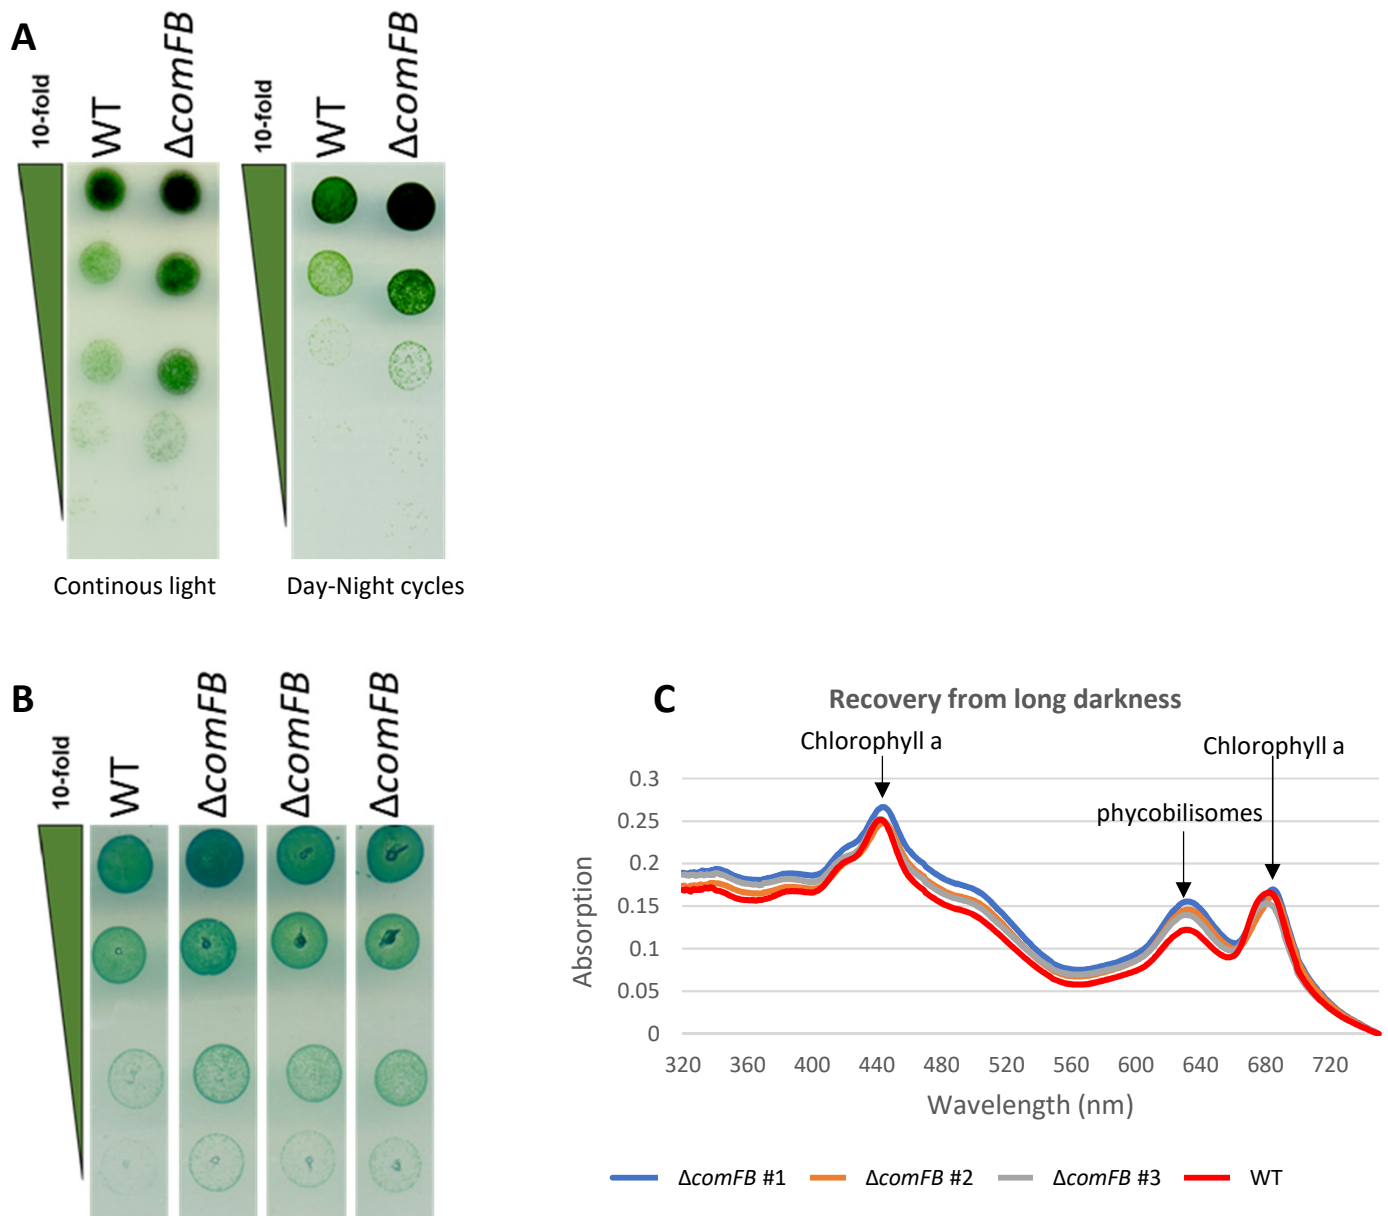 A
10-fold
WT
ΔcomFB
10-fold
WT
ΔcomFB
Continous light
Day-Night cycles
B
10-fold
WT
ΔcomFB
ΔcomFB
ΔcomFB
C
Recovery from long darkness
Chlorophyll a
Chlorophyll a
phycobilisomes
0.3
0.25
0.2
0.15
0.1
0.05
0
Absorption
320 360 400 440 480 520 560 600 640 680 720
Wavelength (nm)
ΔcomFB #1 ΔcomFB #2 ΔcomFB #3 WT